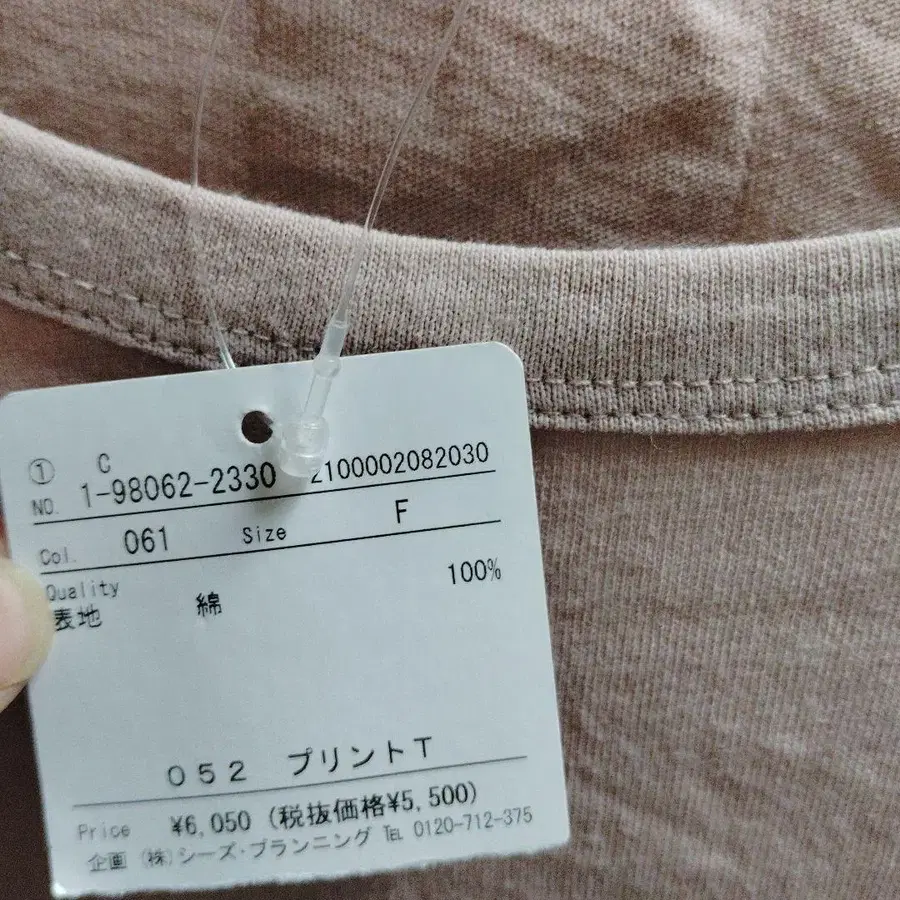 ① C
NO. 1-98062-2330 2100002082030
Col. 061 Size F
Quality 100%
表地 綿
052 プリントT
Price ¥6,050 (税抜価格¥5,500)
企画 (株)シーズ・プランニング ℡ 0120-712-375